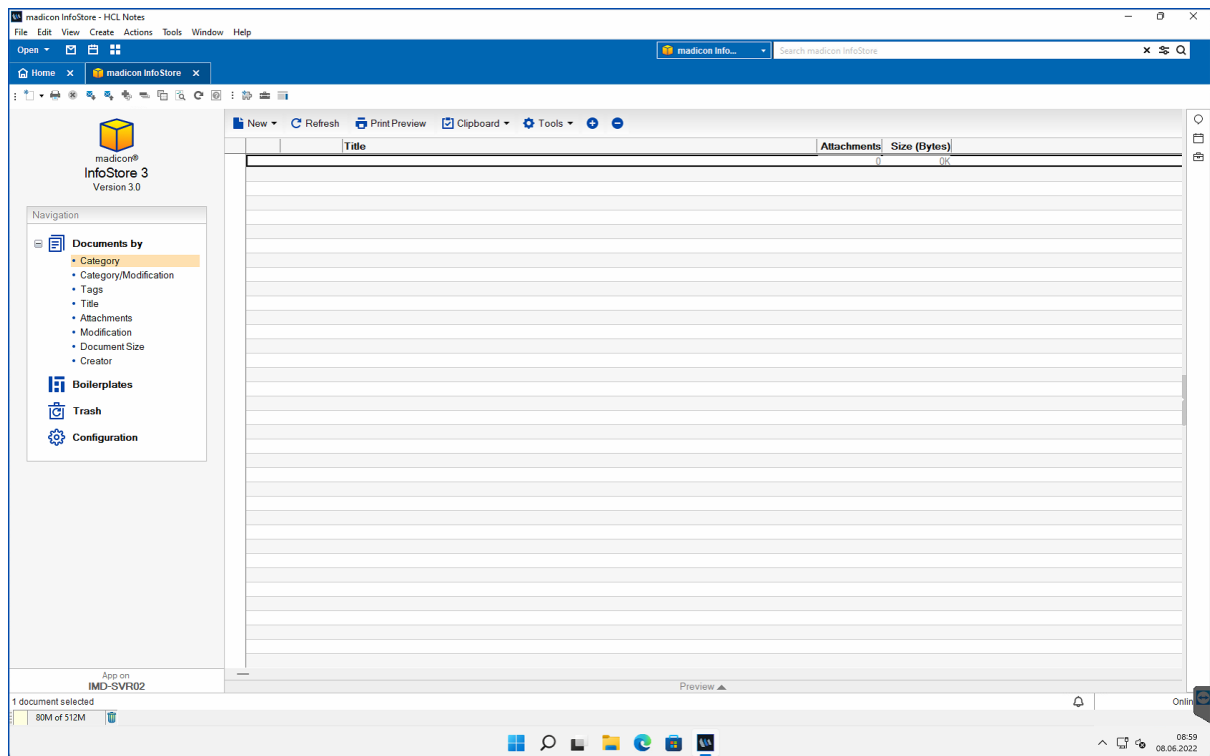 madicon InfoStore - HCL Notes
File Edit View Create Actions Tools Window Help
Open
madicon Info...
Search madicon InfoStore
Home
madicon InfoStore
New Refresh Print Preview Clipboard Tools
Title Attachments Size (Bytes)
0 0K
madicon®
InfoStore 3
Version 3.0
Navigation
Documents by
Category
Category/Modification
Tags
Title
Attachments
Modification
Document Size
Creator
Boilerplates
Trash
Configuration
App on
IMD-SVR02
Preview
1 document selected
Onlin
80M of 512M
08:59
08.06.2022